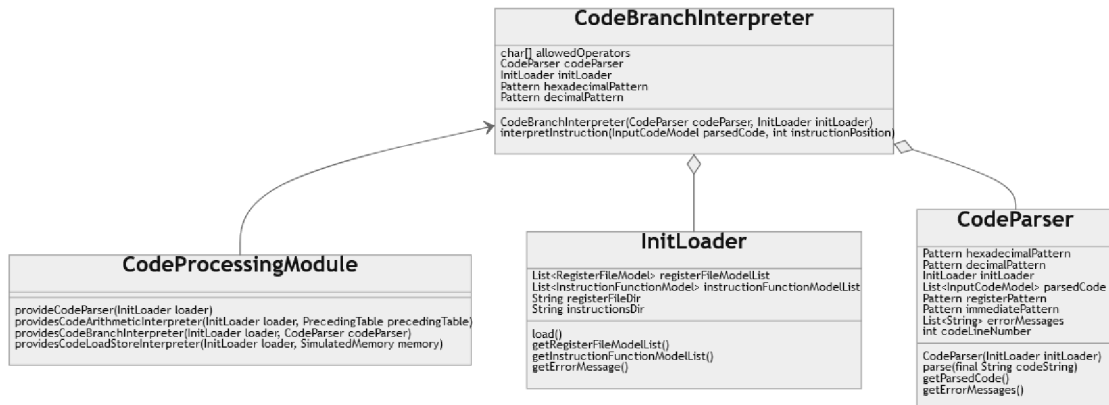 CodeBranchInterpreter
char[] allowedOperators
CodeParser codeParser
InitLoader initLoader
Pattern hexadecimalPattern
Pattern decimalPattern
CodeBranchInterpreter(CodeParser codeParser, InitLoader initLoader)
interpretInstruction(InputCodeModel parsedCode, int instructionPosition)
CodeProcessingModule
provideCodeParser(InitLoader loader)
providesCodeArithmeticInterpreter(InitLoader loader, PrecedingTable precedingTable)
providesCodeBranchInterpreter(InitLoader loader, CodeParser codeParser)
providesCodeLoadStoreInterpreter(InitLoader loader, SimulatedMemory memory)
InitLoader
List<RegisterFileModel> registerFileModelList
List<InstructionFunctionModel> instructionFunctionModelList
String registerFileDir
String instructionsDir
load()
getRegisterFileModelList()
getInstructionFunctionModelList()
getErrorMessage()
CodeParser
Pattern hexadecimalPattern
Pattern decimalPattern
InitLoader initLoader
List<InputCodeModel> parsedCode
Pattern registerPattern
Pattern immediatePattern
List<String> errorMessages
int codeLineNumber
CodeParser(InitLoader initLoader)
parse(final String codeString)
getParsedCode()
getErrorMessages()